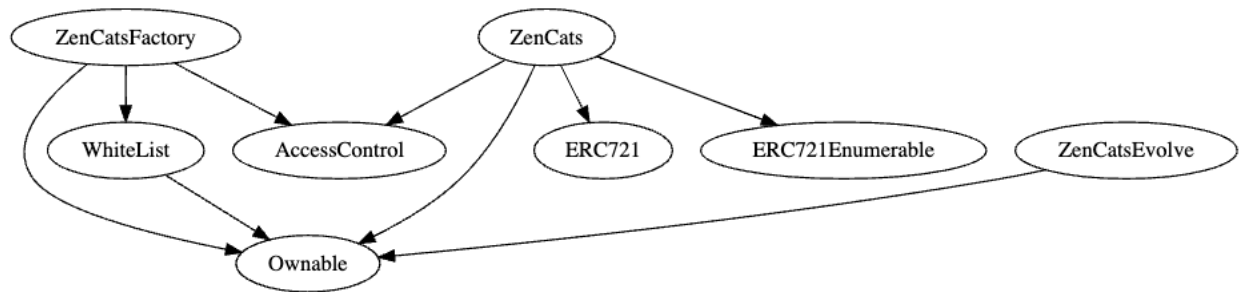 ZenCatsFactory
ZenCats
WhiteList
AccessControl
ERC721
ERC721Enumerable
ZenCatsEvolve
Ownable